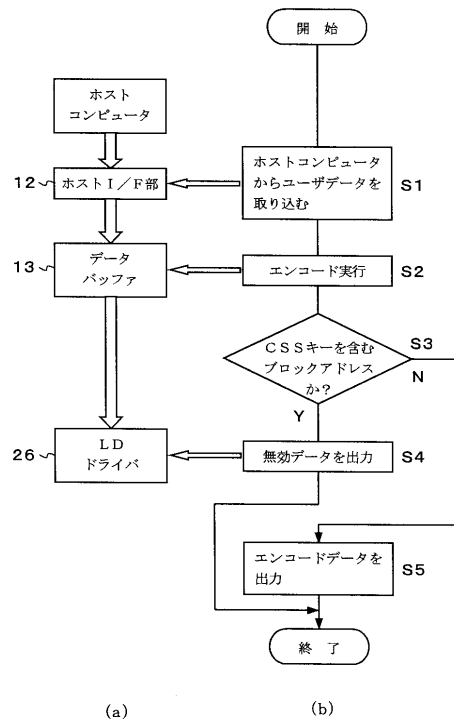 開 始
ホスト
コンピュータ
12
ホストI/F部
ホストコンピュータ
からユーザデータを
取り込む
S1
13
データ
バッファ
エンコード実行
S2
CSSキーを含む
ブロックアドレス
か?
S3
N
Y
26
LD
ドライバ
無効データを出力
S4
エンコードデータを
出力
S5
終 了
(a)
(b)